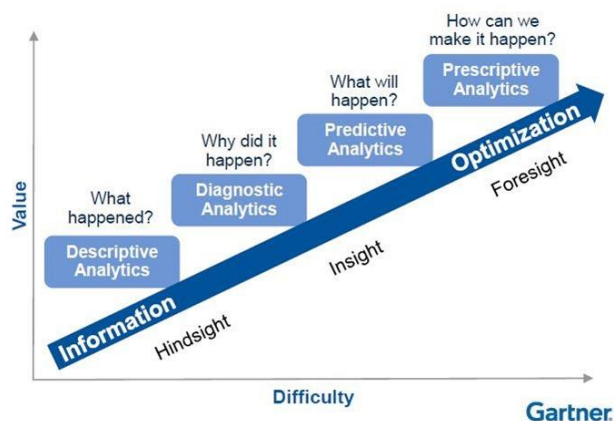 How can we
make it happen?
Prescriptive
Analytics
What will
happen?
Predictive
Analytics
Why did it
happen?
Diagnostic
Analytics
What
happened?
Descriptive
Analytics
Value
Information
Optimization
Hindsight
Insight
Foresight
Difficulty
Gartner